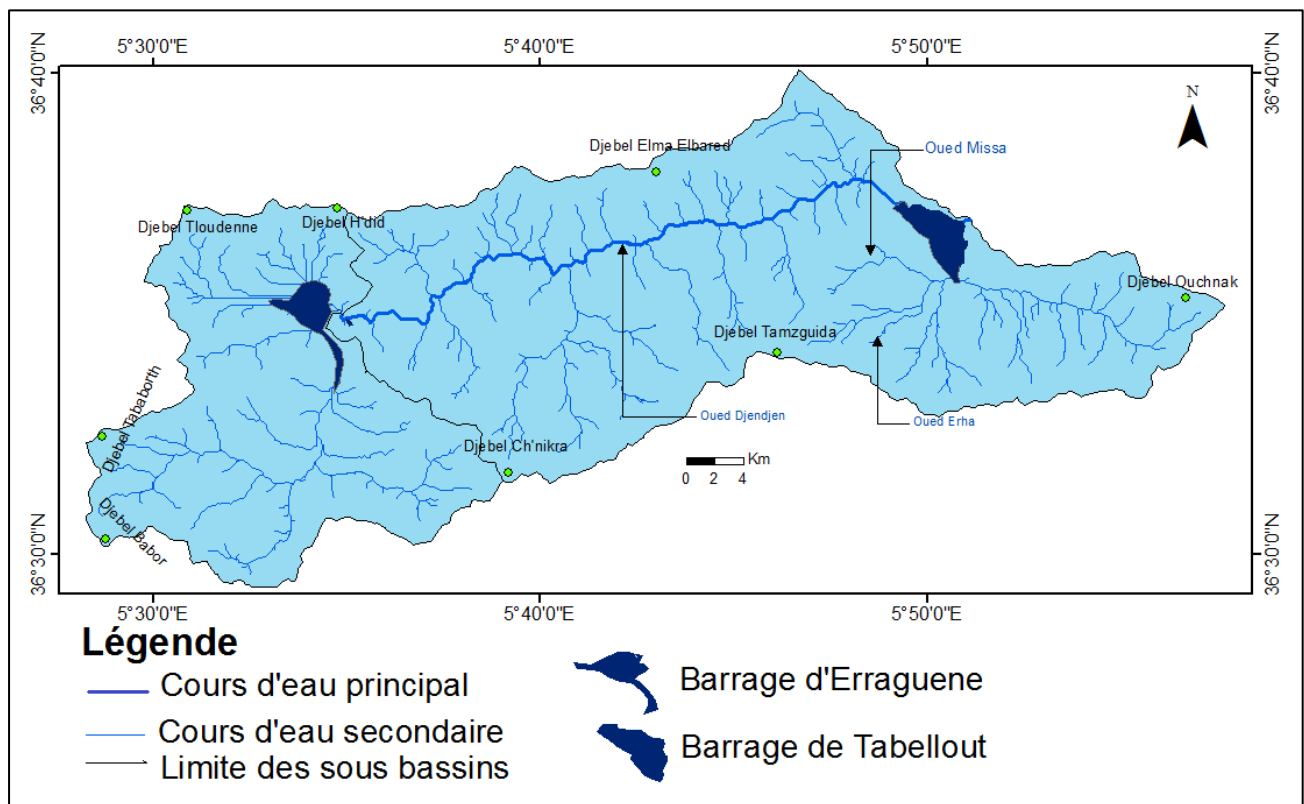 5°30'0"E
5°40'0"E
5°50'0"E
36°40'0"N
36°40'0"N
N
Djebel Elma Elbared
Oued Missa
Djebel Tloudenne
Djebel H'did
Djebel Ouchnak
Djebel Tamzguida
Djebel Tababorth
Oued Djendjen
Oued Erha
Djebel Ch'nikra
Km
0 2 4
Djebel Babor
36°30'0"N
36°30'0"N
5°30'0"E
5°40'0"E
5°50'0"E
Légende
Cours d'eau principal
Barrage d'Erraguene
Cours d'eau secondaire
Barrage de Tabellout
Limite des sous bassins